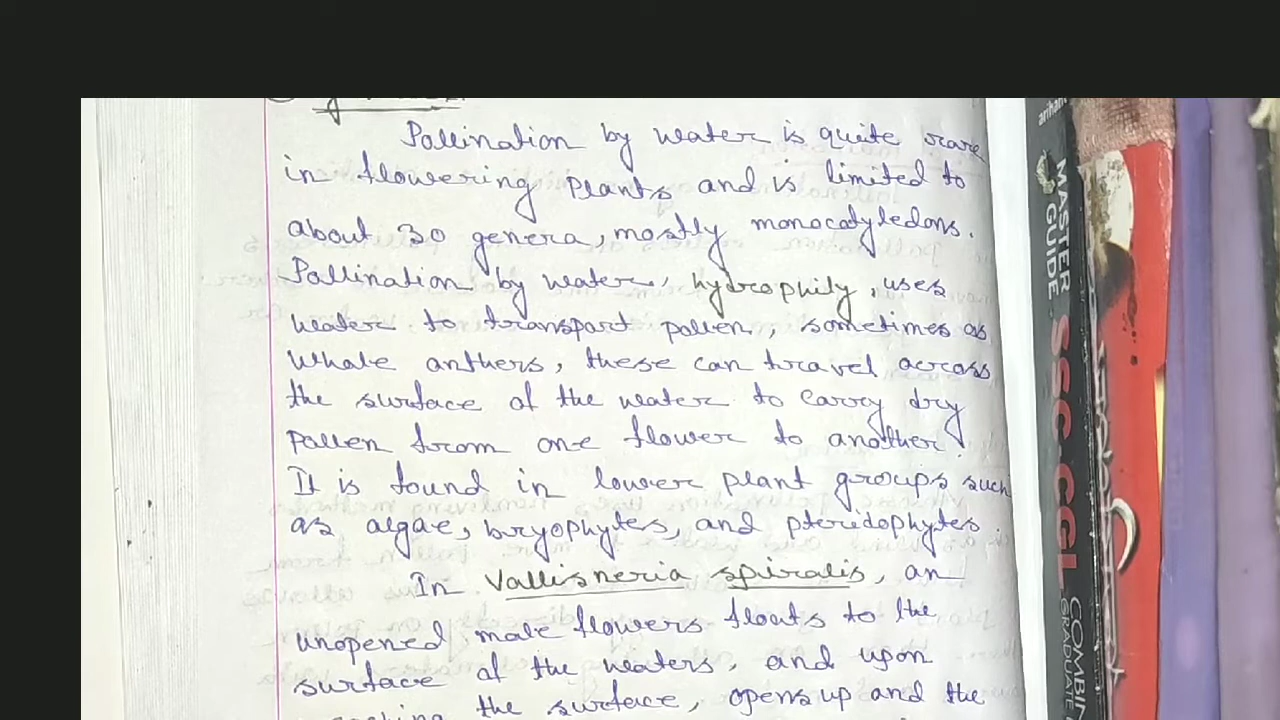 Pollination by water is quite rare
in flowering plants and is limited to
about 30 genera, mostly monocotyledons.
Pollination by water, hydrophily, uses
water to transport pollen, sometimes as
whole anthers, these can travel across
the surface of the water to carry dry
pollen from one flower to another.
It is found in lower plant groups such
as algae, bryophytes, and pteridophytes.
In Vallisneria spiralis, an
unopened male flowers floats to the
surface of the waters, and upon
the surface, opens up and the
arihant
MASTER GUIDE
SSC CGL
COMBIN
GRADUATE